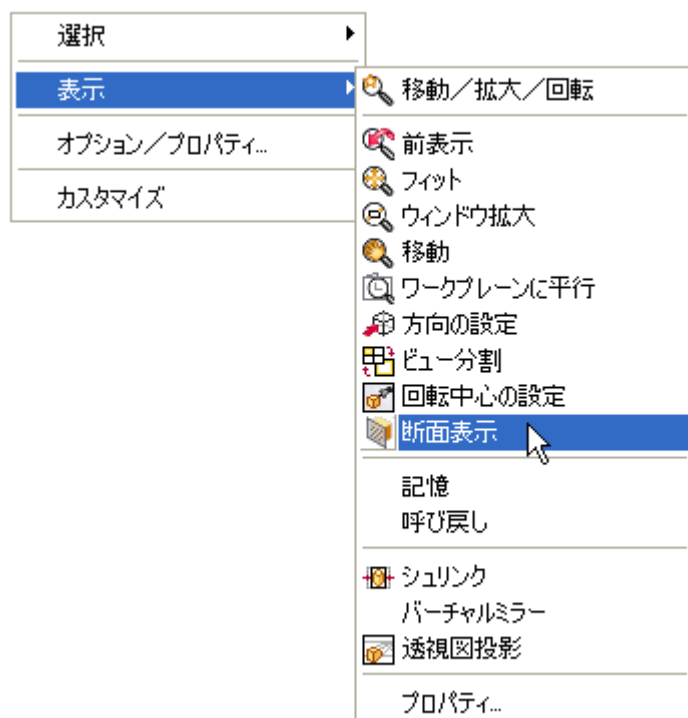 選択
表示
オプション／プロパティ...
カスタマイズ
移動／拡大／回転
前表示
フィット
ウィンドウ拡大
移動
ワークプレーンに平行
方向の設定
ビュー分割
回転中心の設定
断面表示
記憶
呼び戻し
シュリンク
バーチャルミラー
透視図投影
プロパティ...